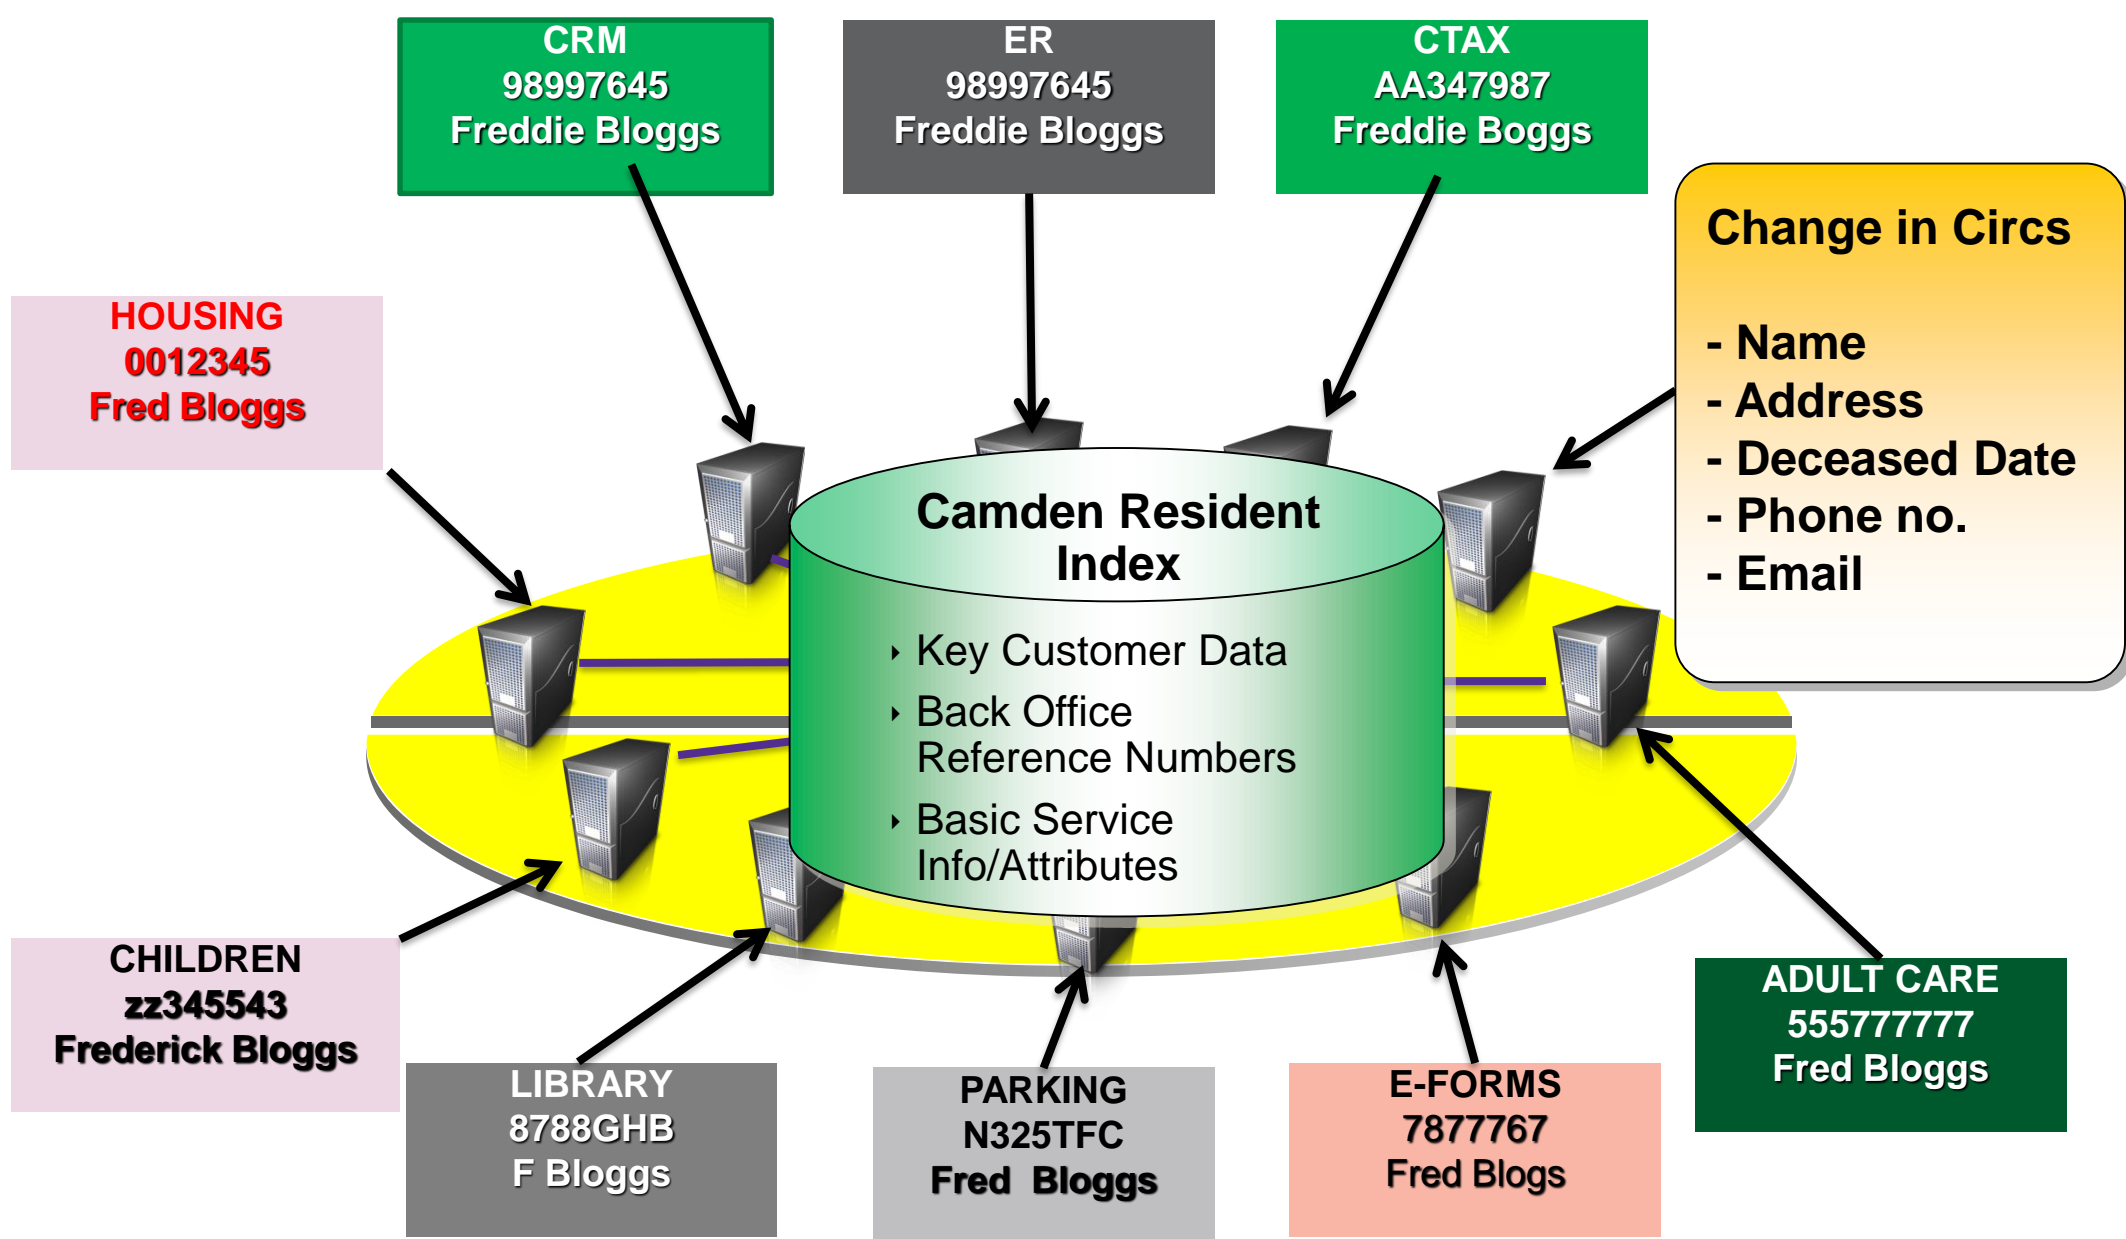 CRM
98997645
Freddie Bloggs
ER
98997645
Freddie Bloggs
CTAX
AA347987
Freddie Boggs
Change in Circs
- Name
- Address
- Deceased Date
- Phone no.
- Email
HOUSING
0012345
Fred Bloggs
Camden Resident
Index
‣ Key Customer Data
‣ Back Office
Reference Numbers
‣ Basic Service
Info/Attributes
CHILDREN
zz345543
Frederick Bloggs
LIBRARY
8788GHB
F Bloggs
PARKING
N325TFC
Fred  Bloggs
E-FORMS
7877767
Fred Blogs
ADULT CARE
555777777
Fred Bloggs